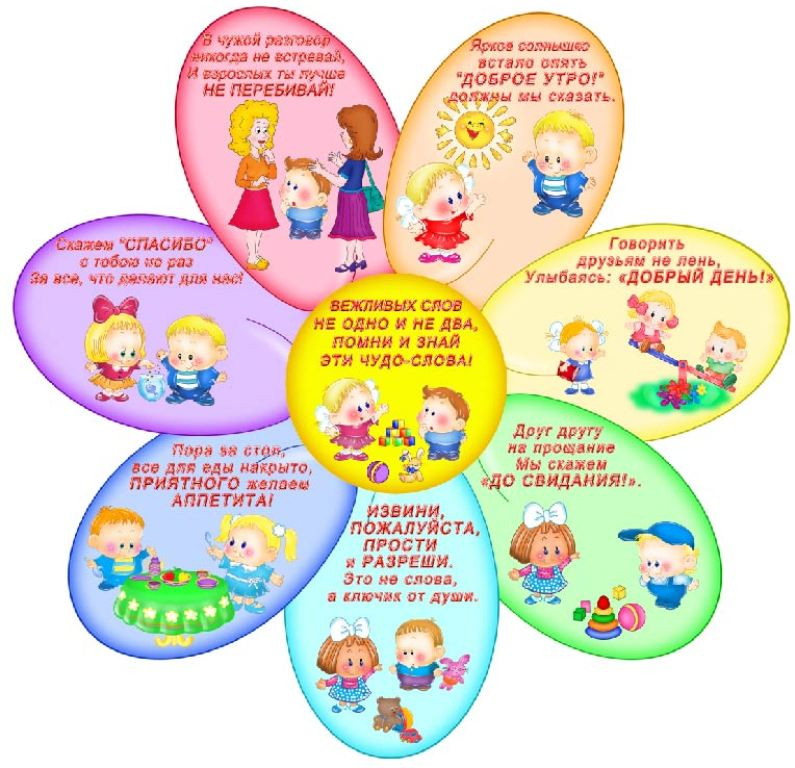 В чужой разговор
никогда не встревай,
И взрослых ты лучше
НЕ ПЕРЕБИВАЙ!
Яркое солнышко
встало опять
"ДОБРОЕ УТРО!"
должны мы сказать.
Говорить
друзьям не лень,
Улыбаясь: «ДОБРЫЙ ДЕНЬ!»
Друг другу
на прощание
Мы скажем
«ДО СВИДАНИЯ!».
ИЗВИНИ,
ПОЖАЛУЙСТА,
ПРОСТИ
и РАЗРЕШИ.
Это не слова,
а ключик от души.
Пора за стол,
все для еды накрыто,
ПРИЯТНОГО желаем
АППЕТИТА!
Скажем "СПАСИБО"
с тобою не раз
За все, что делают для нас!
ВЕЖЛИВЫХ СЛОВ
НЕ ОДНО И НЕ ДВА,
ПОМНИ И ЗНАЙ
ЭТИ ЧУДО-СЛОВА!